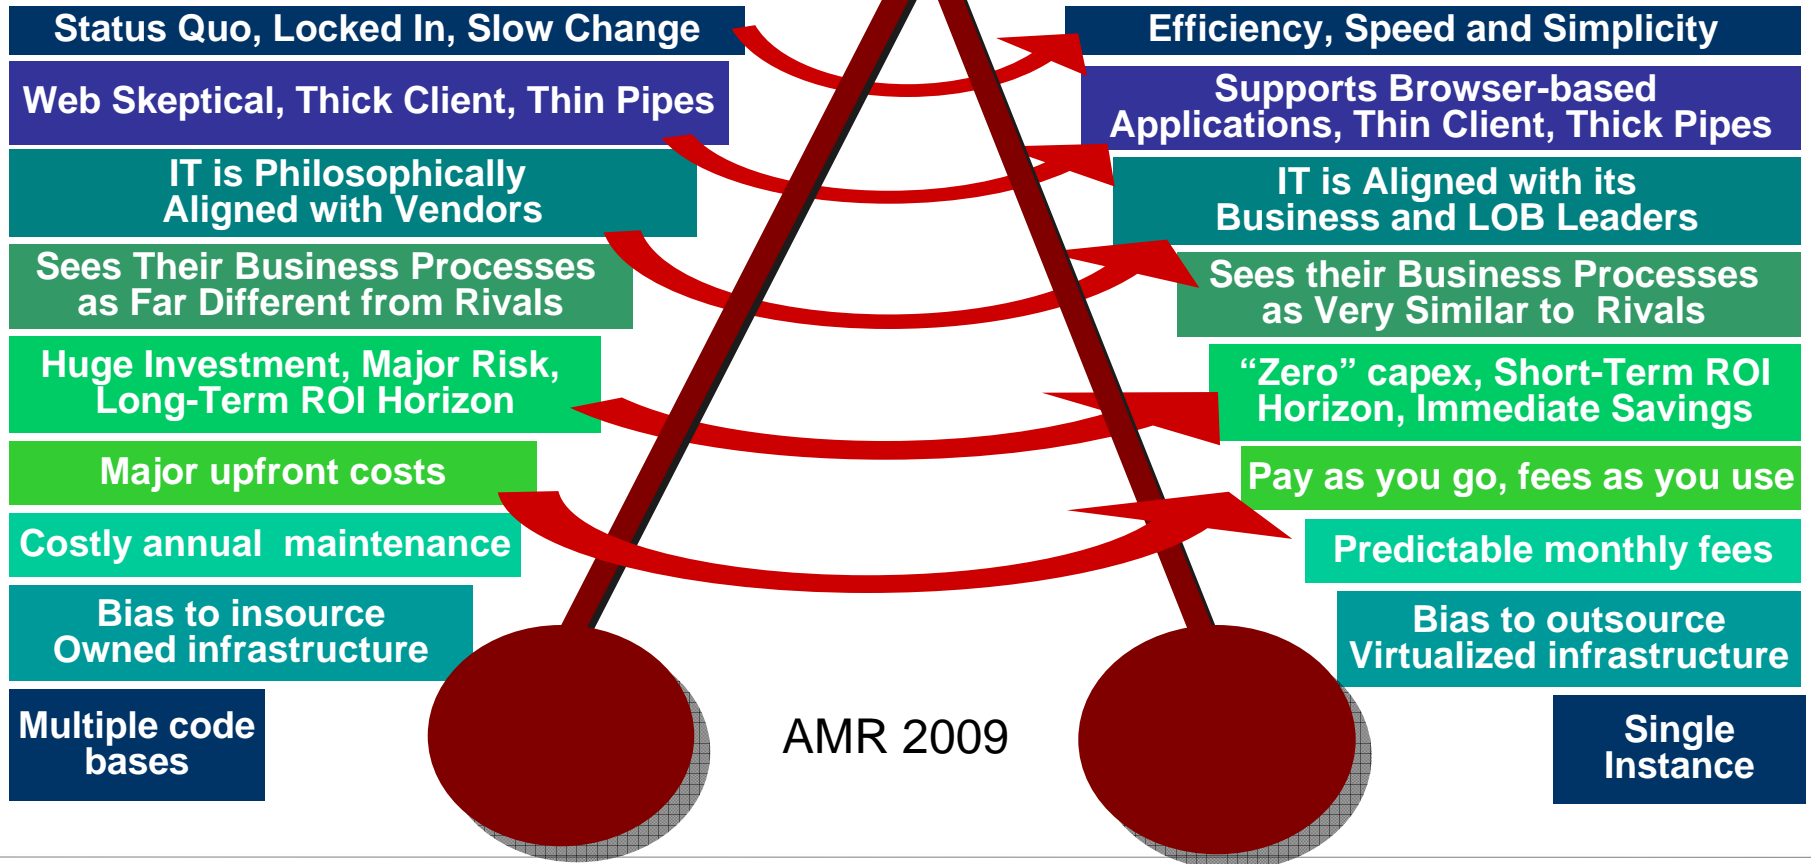 Status Quo, Locked In, Slow Change
Efficiency, Speed and Simplicity
Web Skeptical, Thick Client, Thin Pipes
Supports Browser-based
Applications, Thin Client, Thick Pipes
IT is Philosophically
Aligned with Vendors
IT is Aligned with its
Business and LOB Leaders
Sees Their Business Processes
as Far Different from Rivals
Sees their Business Processes
as Very Similar to Rivals
Huge Investment, Major Risk,
Long-Term ROI Horizon
“Zero” capex, Short-Term ROI
Horizon, Immediate Savings
Major upfront costs
Pay as you go, fees as you use
Costly annual maintenance
Predictable monthly fees
Bias to insource
Owned infrastructure
Bias to outsource
Virtualized infrastructure
Multiple code
bases
AMR 2009
Single
Instance